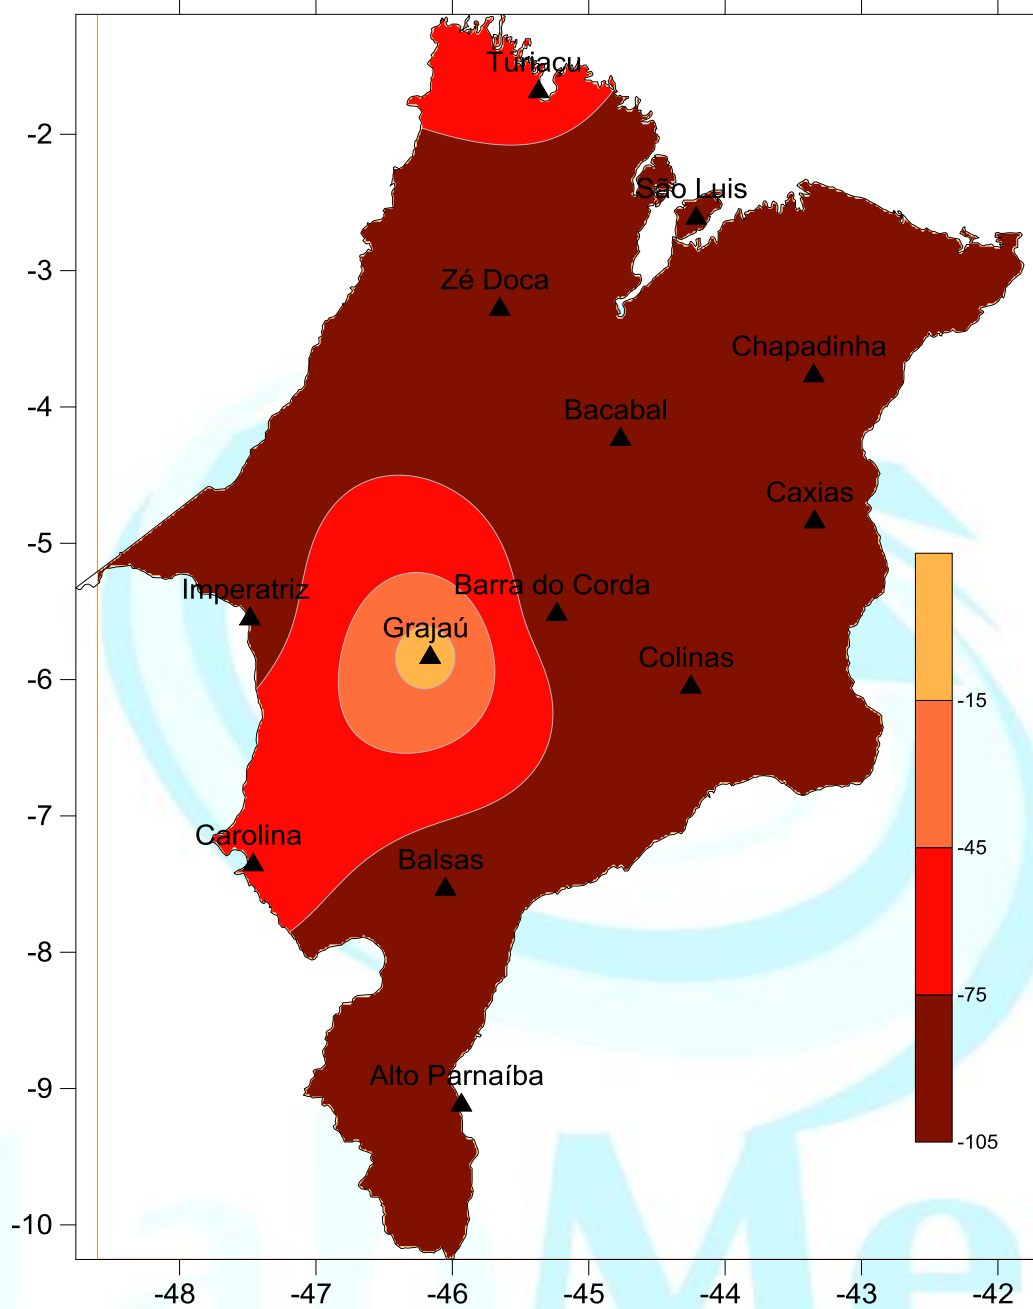 Turiaçu
-2
São Luis
-3
Zé Doca
Chapadinha
-4
Bacabal
Caxias
-5
Imperatriz
Barra do Corda
Grajaú
Colinas
-6
-15
-7
Carolina
-45
Balsas
-8
-75
-9
Alto Parnaíba
-105
-10
-48 -47 -46 -45 -44 -43 -42